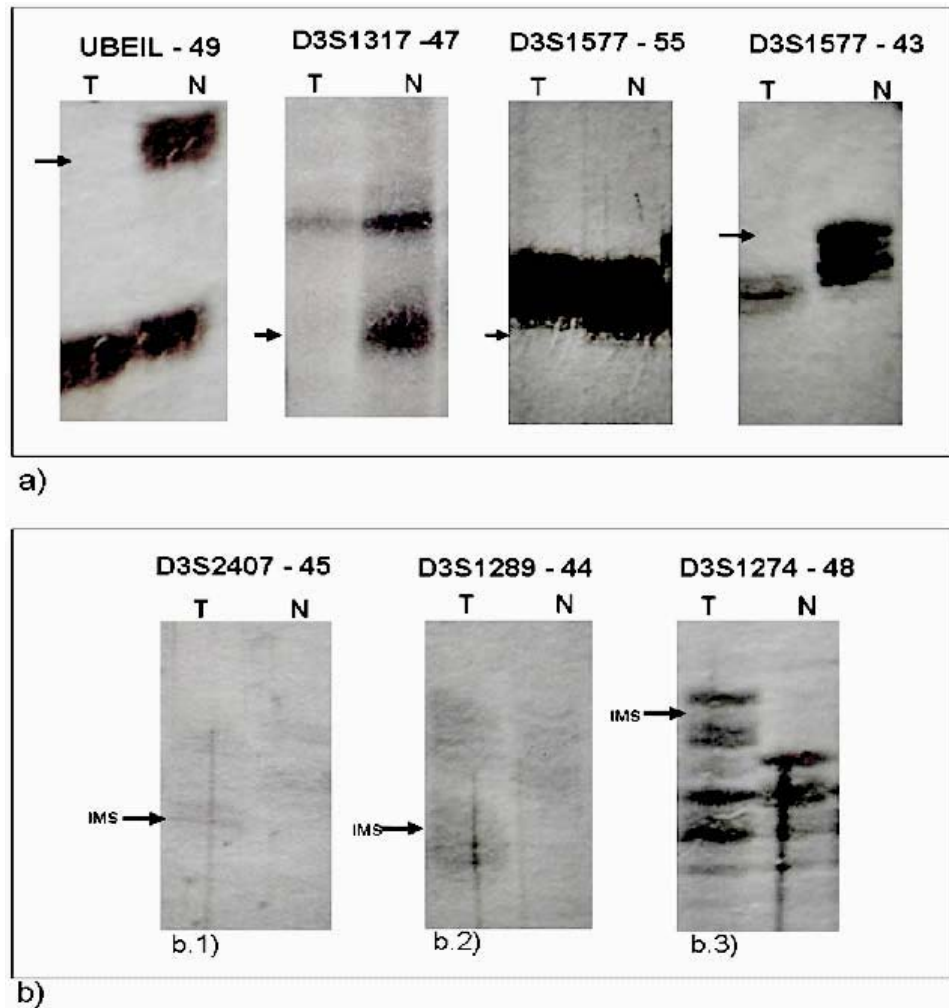 UBEIL - 49 D3S1317 -47 D3S1577 - 55 D3S1577 - 43
T N T N T N T N
a)
D3S2407 - 45 D3S1289 - 44 D3S1274 - 48
T N T N T N
IMS
IMS IMS
b.1) b.2) b.3)
b)